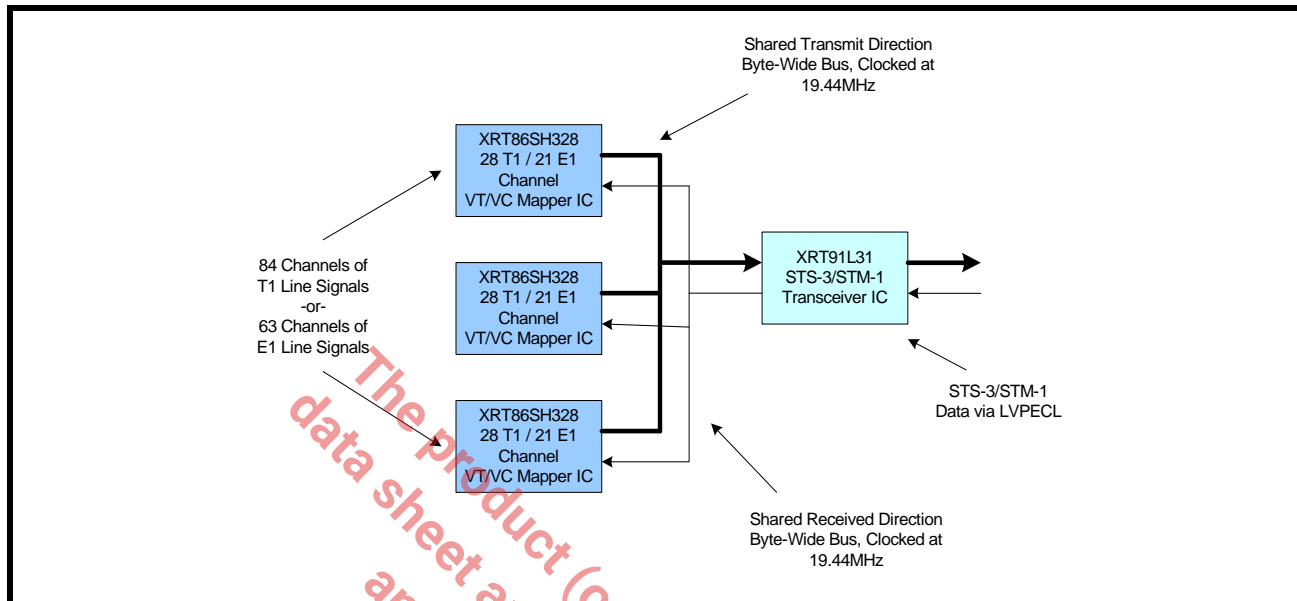 Shared Transmit Direction
Byte-Wide Bus, Clocked at
19.44MHz
XRT86SH328
28 T1 / 21 E1
Channel
VT/VC Mapper IC
84 Channels of
T1 Line Signals
-or-
63 Channels of
E1 Line Signals
XRT86SH328
28 T1 / 21 E1
Channel
VT/VC Mapper IC
XRT91L31
STS-3/STM-1
Transceiver IC
XRT86SH328
28 T1 / 21 E1
Channel
VT/VC Mapper IC
STS-3/STM-1
Data via LVPECL
Shared Received Direction
Byte-Wide Bus, Clocked at
19.44MHz
The product (o
data sheet a